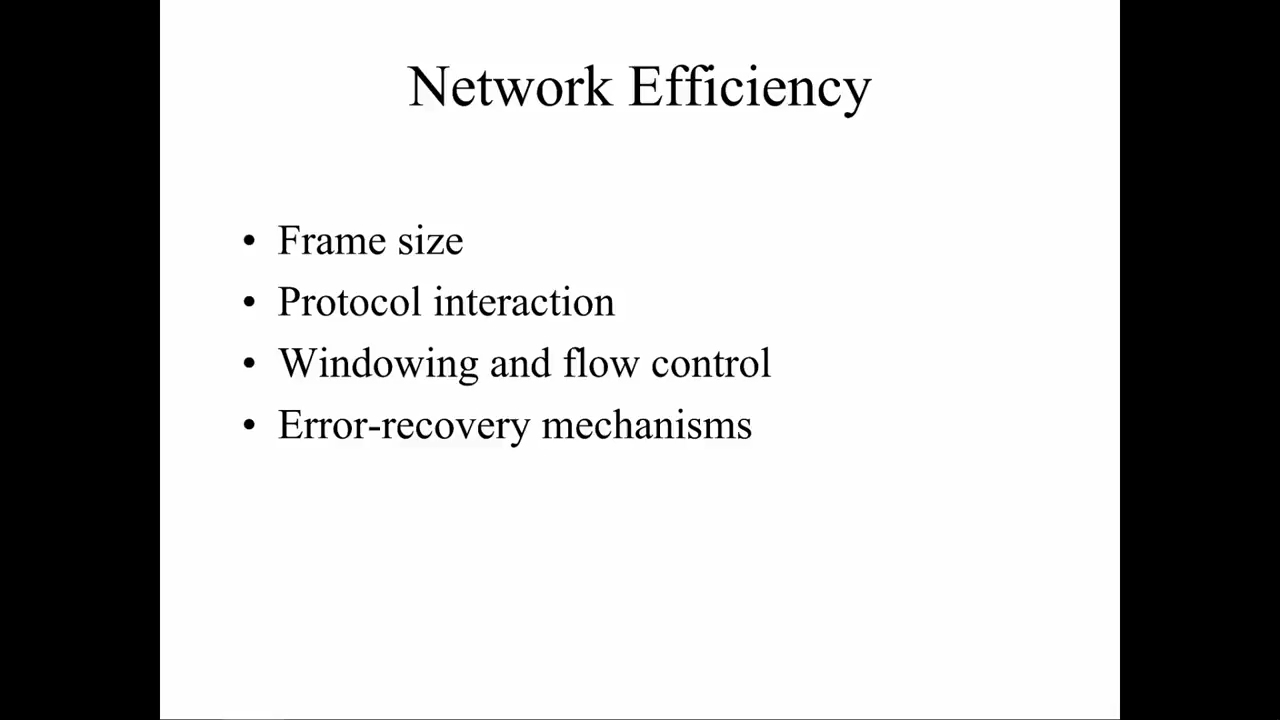 Network Efficiency
• Frame size
• Protocol interaction
• Windowing and flow control
• Error-recovery mechanisms